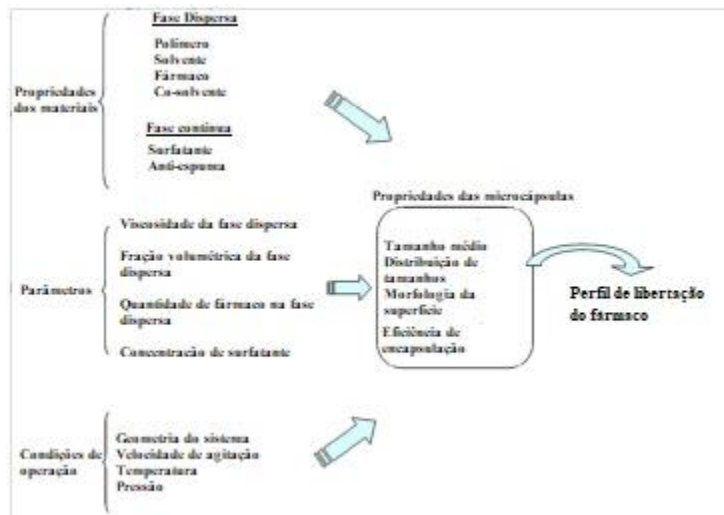 Fase Dispersa
Polímero
Solvente
Fármaco
Co-solvente
Propriedades
dos materiais
Fase contínua
Surfatante
Anti-espuma
Viscosidade da fase dispersa
Fração volumétrica da fase
dispersa
Parâmetros
Quantidade de fármaco na fase
dispersa
Concentração de surfatante
Condições de
operação
Geometria do sistema
Velocidade de agitação
Temperatura
Pressão
Propriedades das microcápsulas
Tamanho médio
Distribuição de
tamanhos
Morfologia da
superfície
Eficiência de
encapsulação
Perfil de libertação
do fármaco